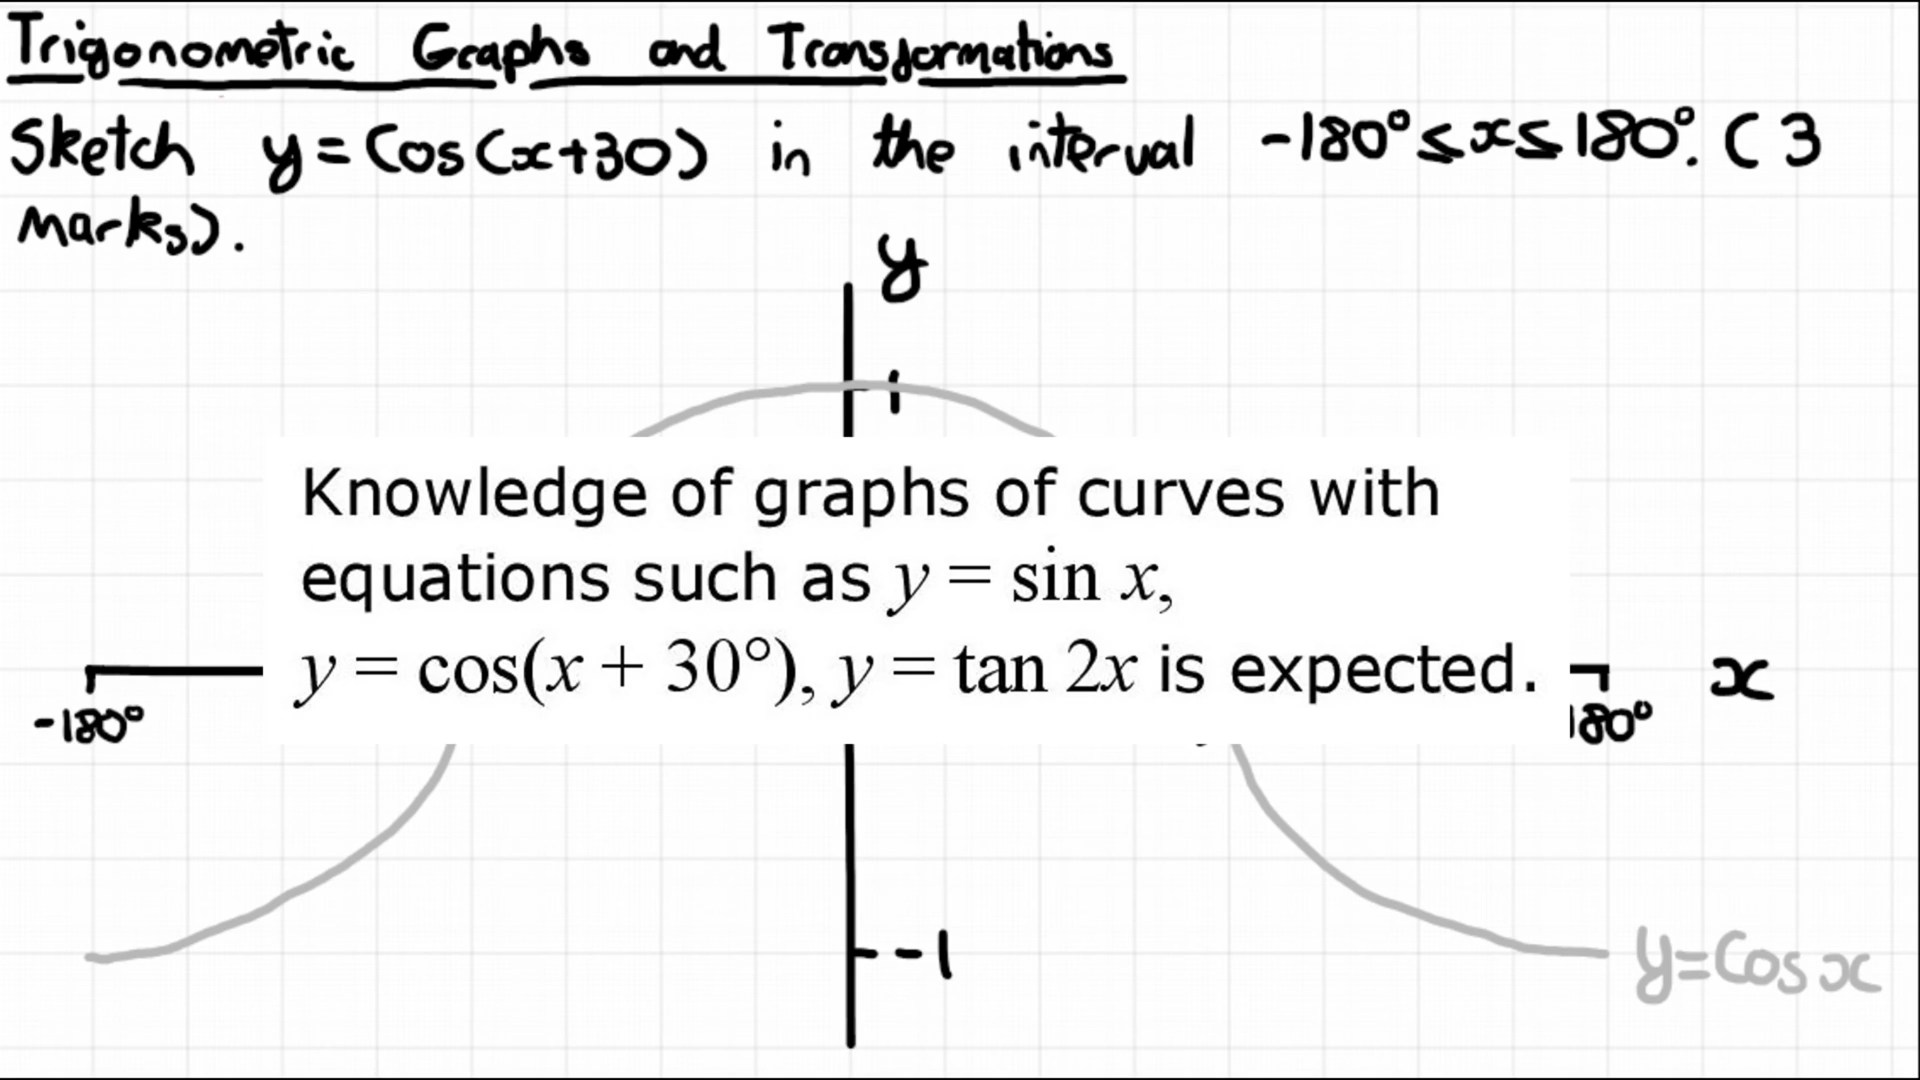 Trigonometric Graphs and Transformations
Sketch y=Cos(x+30) in the interval -180°≤x≤180°. (3
marks).
y
1
Knowledge of graphs of curves with
equations such as y = sin x,
y = cos(x + 30°), y = tan 2x is expected.
x
-180°
180°
-1
y=Cosx